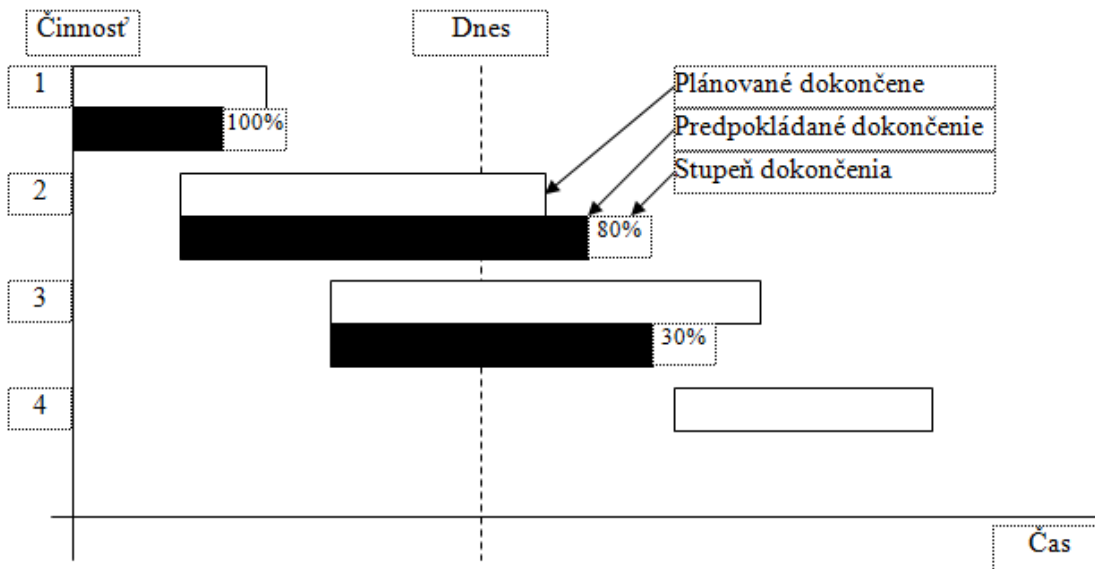 Činnosť
Dnes
1
Plánované dokončene
100%
Predpokládané dokončenie
Stupeň dokončenia
2
80%
3
30%
4
Čas